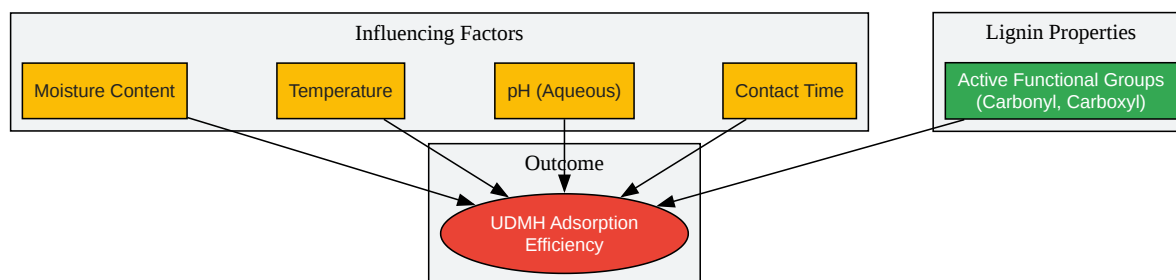 Influencing Factors
Lignin Properties
Moisture Content
Temperature
pH (Aqueous)
Contact Time
Active Functional Groups
(Carbonyl, Carboxyl)
Outcome
UDMH Adsorption
Efficiency